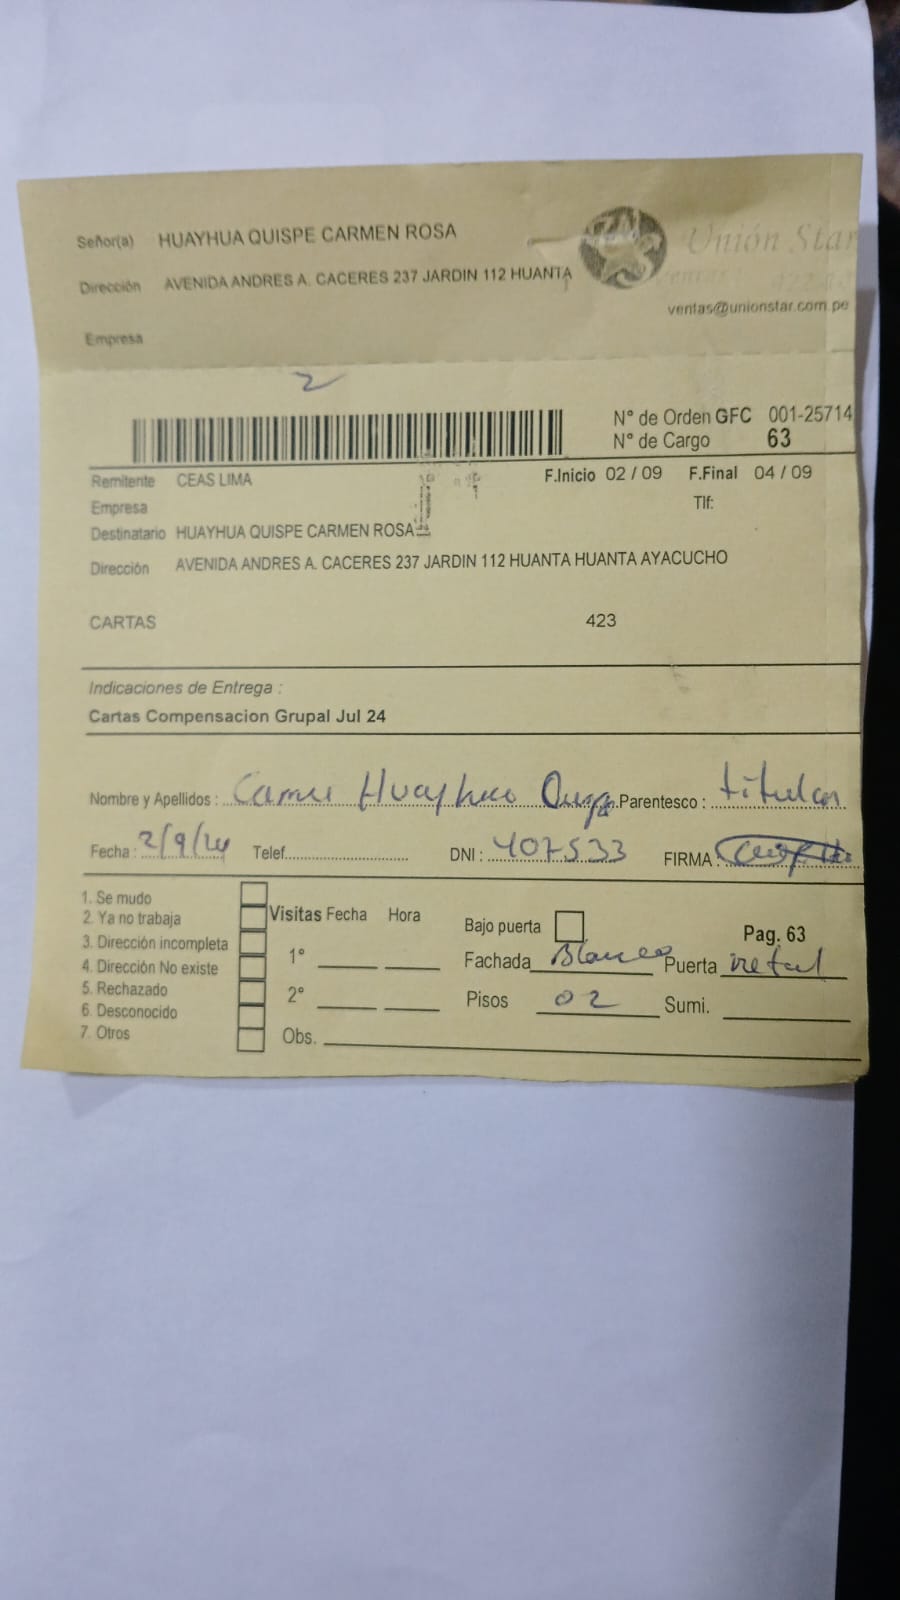 Señor(a) HUAYHUA QUISPE CARMEN ROSA
Unión Star
Dirección AVENIDA ANDRES A. CACERES 237 JARDIN 112 HUANTA
ventas@unionstar.com.pe
Empresa
2
N° de Orden GFC 001-25714
N° de Cargo 63
Remitente CEAS LIMA F.Inicio 02 / 09 F.Final 04 / 09
Empresa Tlf:
Destinatario HUAYHUA QUISPE CARMEN ROSA
Dirección AVENIDA ANDRES A. CACERES 237 JARDIN 112 HUANTA HUANTA AYACUCHO
CARTAS 423
Indicaciones de Entrega :
Cartas Compensacion Grupal Jul 24
Nombre y Apellidos : Carmen Huayhua Quispe Parentesco : titular
Fecha : 2/9/24 Telef. DNI : 407533 FIRMA :
1. Se mudo
2. Ya no trabaja
3. Dirección incompleta
4. Dirección No existe
5. Rechazado
6. Desconocido
7. Otros
Visitas Fecha Hora
1°
2°
Obs.
Bajo puerta Pag. 63
Fachada Blanco Puerta metal
Pisos 02 Sumi.